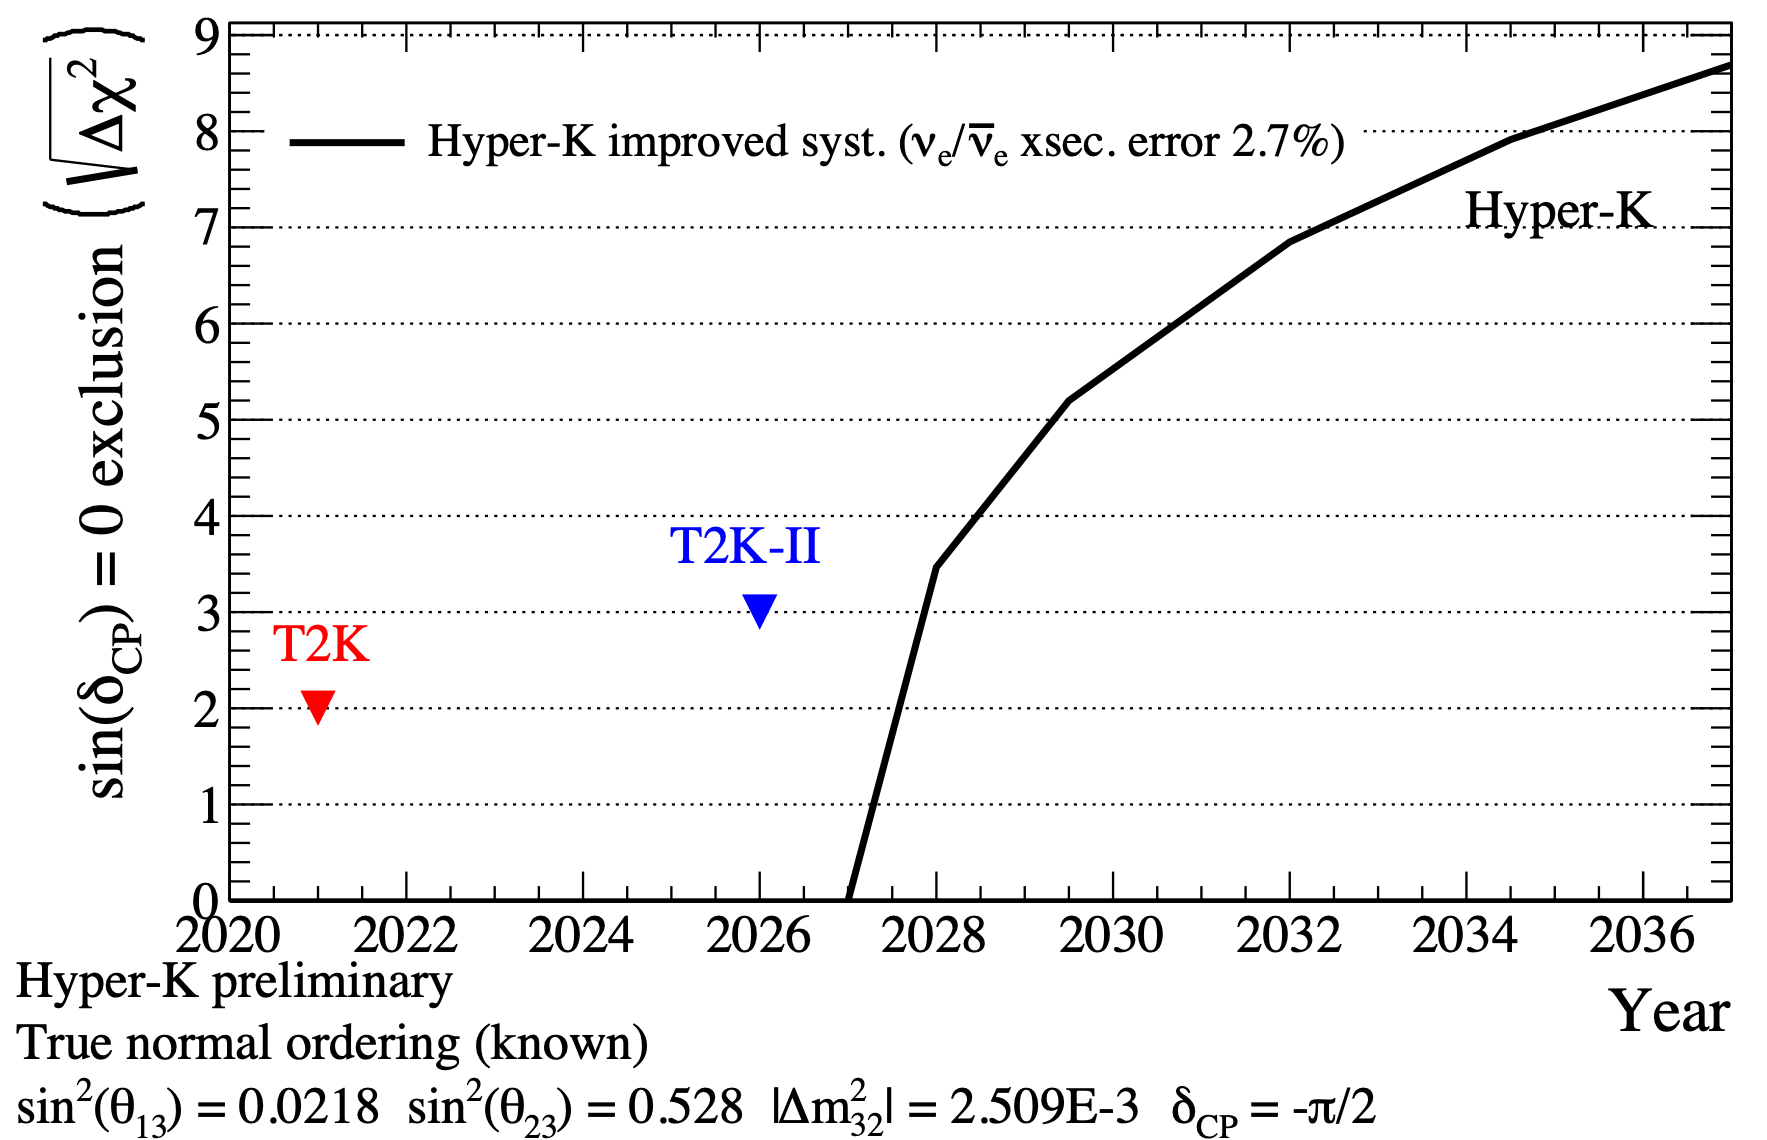 sin(δCP) = 0 exclusion (√Δχ²)
9
8
7
6
5
4
3
2
1
0
Hyper-K improved syst. (νe/ν̅e xsec. error 2.7%)
Hyper-K
T2K-II
T2K
2020 2022 2024 2026 2028 2030 2032 2034 2036
Year
Hyper-K preliminary
True normal ordering (known)
sin²(θ₁₃) = 0.0218 sin²(θ₂₃) = 0.528 |Δm²₃₂| = 2.509E-3 δCP = -π/2